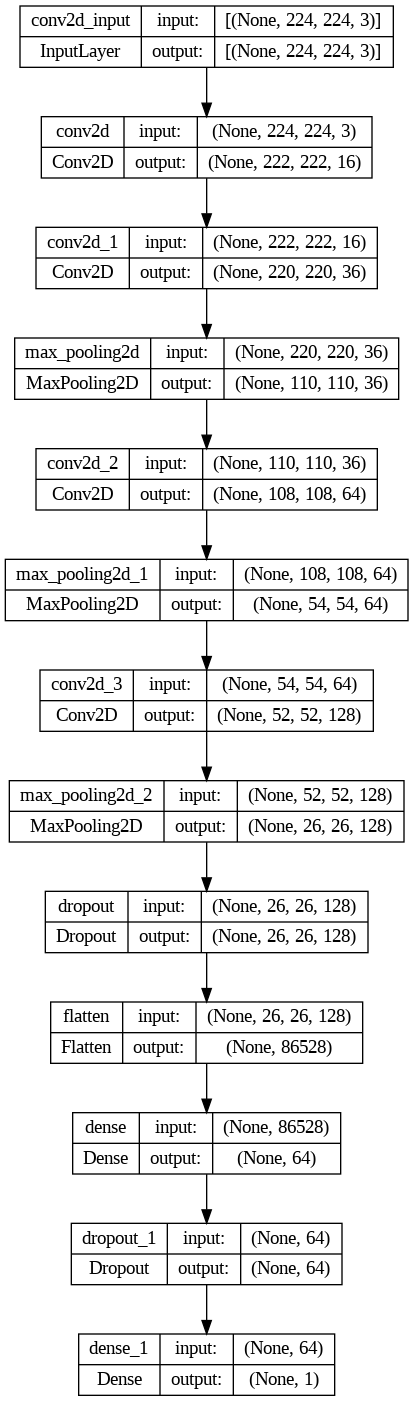 conv2d_input input: [(None, 224, 224, 3)]
InputLayer output: [(None, 224, 224, 3)]
conv2d input: (None, 224, 224, 3)
Conv2D output: (None, 222, 222, 16)
conv2d_1 input: (None, 222, 222, 16)
Conv2D output: (None, 220, 220, 36)
max_pooling2d input: (None, 220, 220, 36)
MaxPooling2D output: (None, 110, 110, 36)
conv2d_2 input: (None, 110, 110, 36)
Conv2D output: (None, 108, 108, 64)
max_pooling2d_1 input: (None, 108, 108, 64)
MaxPooling2D output: (None, 54, 54, 64)
conv2d_3 input: (None, 54, 54, 64)
Conv2D output: (None, 52, 52, 128)
max_pooling2d_2 input: (None, 52, 52, 128)
MaxPooling2D output: (None, 26, 26, 128)
dropout input: (None, 26, 26, 128)
Dropout output: (None, 26, 26, 128)
flatten input: (None, 26, 26, 128)
Flatten output: (None, 86528)
dense input: (None, 86528)
Dense output: (None, 64)
dropout_1 input: (None, 64)
Dropout output: (None, 64)
dense_1 input: (None, 64)
Dense output: (None, 1)